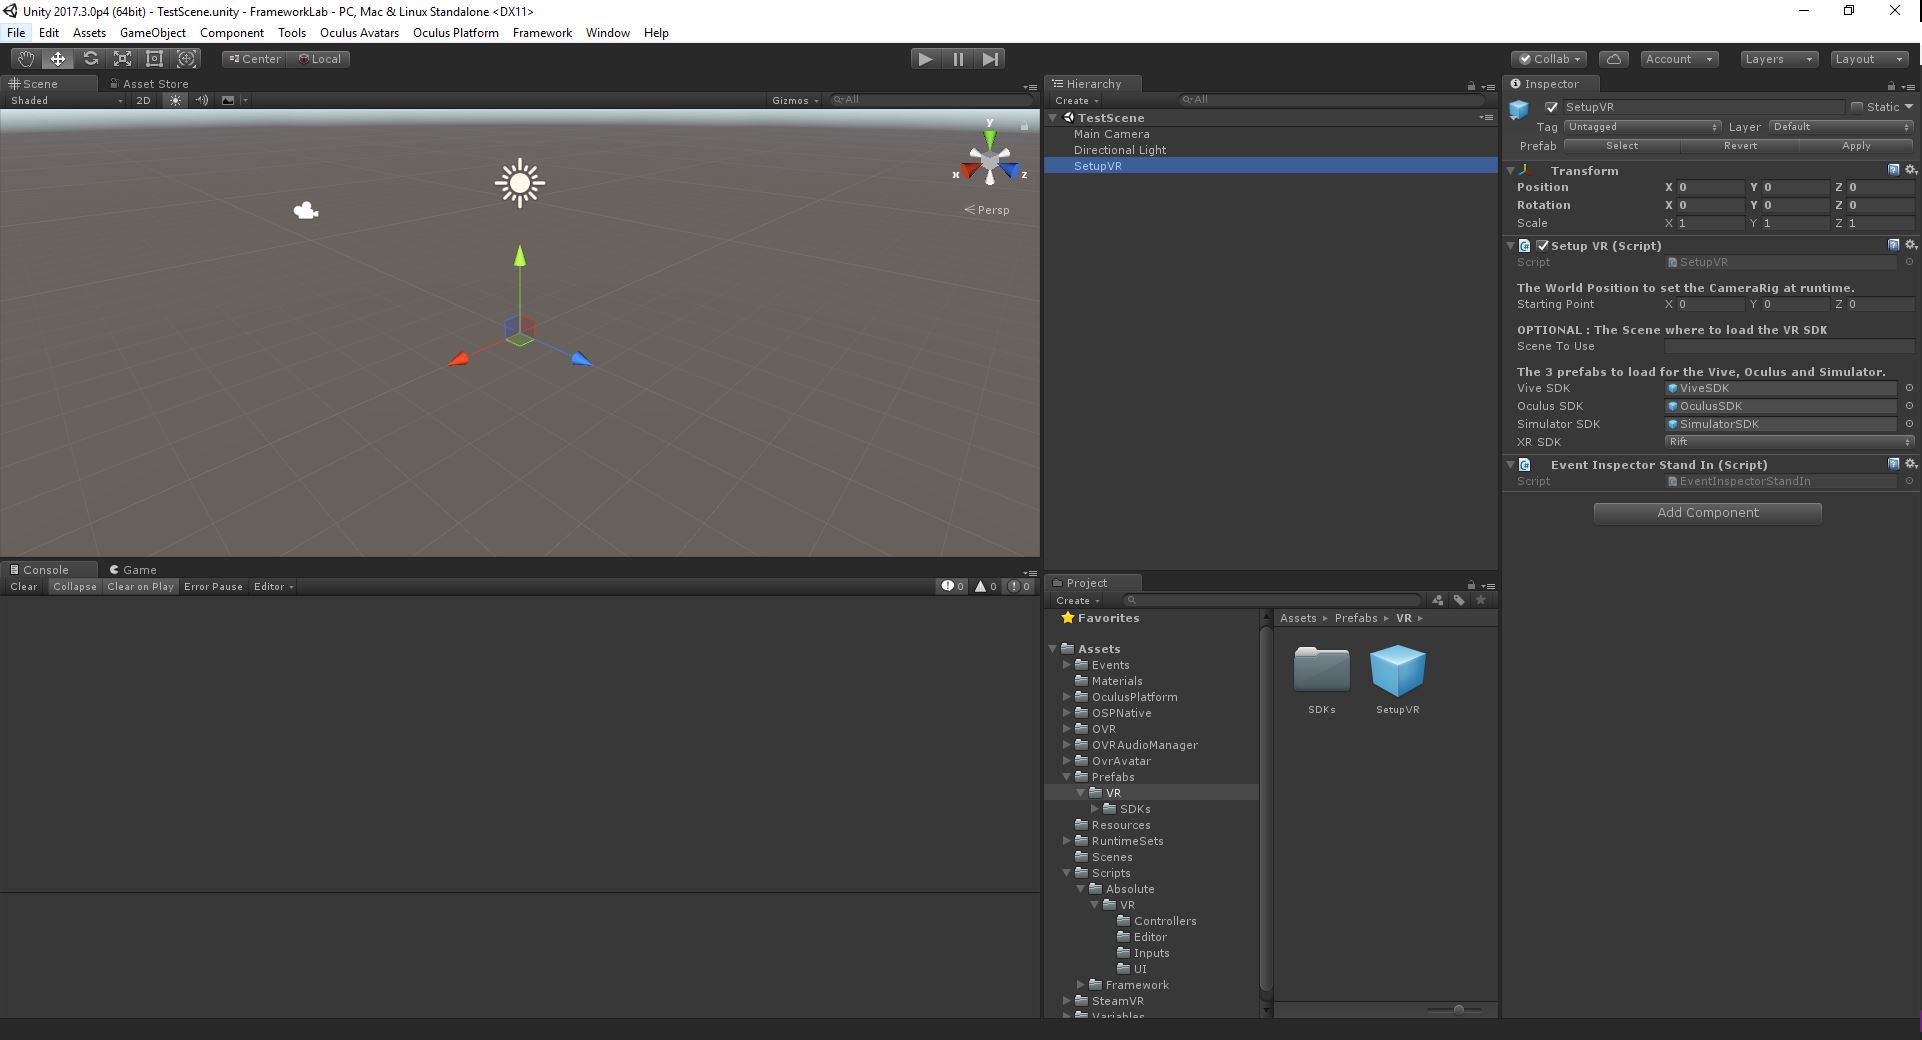 Unity 2017.3.0p4 (64bit) - TestScene.unity - FrameworkLab - PC, Mac & Linux Standalone <DX11>
File Edit Assets GameObject Component Tools Oculus Avatars Oculus Platform Framework Window Help
Center Local
Collab Account Layers Layout
Scene Asset Store
Shaded 2D Gizmos All
y
x z
Persp
Console Game
Clear Collapse Clear on Play Error Pause Editor 0 0 0
Hierarchy
Create All
TestScene
Main Camera
Directional Light
SetupVR
Project
Create
Favorites
Assets
Events
Materials
OculusPlatform
OSPNative
OVR
OVRAudioManager
OvrAvatar
Prefabs
VR
SDKs
Resources
RuntimeSets
Scenes
Scripts
Absolute
VR
Controllers
Editor
Inputs
UI
Framework
SteamVR
Variables
Assets Prefabs VR
SDKs SetupVR
Inspector
SetupVR Static
Tag Untagged Layer Default
Prefab Select Revert Apply
Transform
Position X 0 Y 0 Z 0
Rotation X 0 Y 0 Z 0
Scale X 1 Y 1 Z 1
Setup VR (Script)
Script SetupVR
The World Position to set the CameraRig at runtime.
Starting Point X 0 Y 0 Z 0
OPTIONAL : The Scene where to load the VR SDK
Scene To Use
The 3 prefabs to load for the Vive, Oculus and Simulator.
Vive SDK ViveSDK
Oculus SDK OculusSDK
Simulator SDK SimulatorSDK
XR SDK Rift
Event Inspector Stand In (Script)
Script EventInspectorStandIn
Add Component